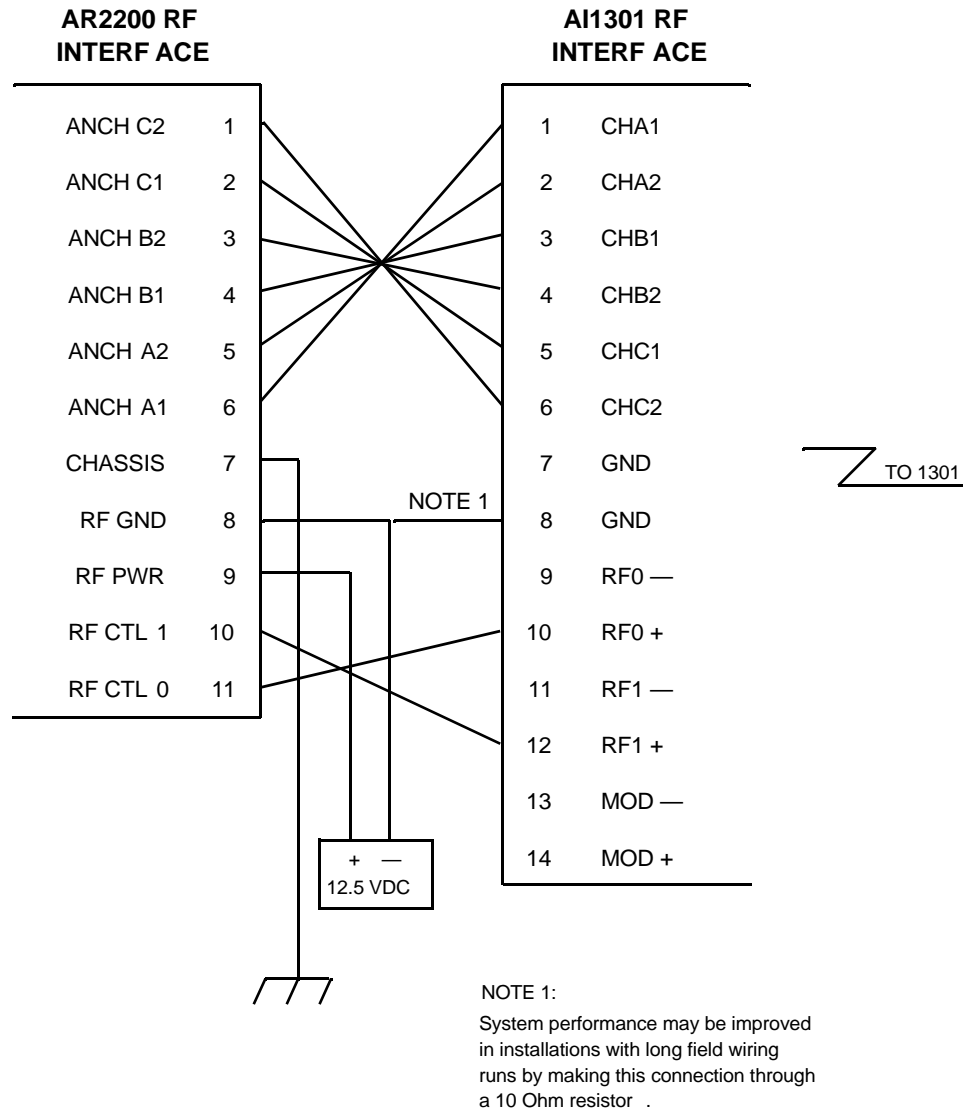 AR2200 RF
INTERF ACE
AI1301 RF
INTERF ACE
ANCH C2 1
ANCH C1 2
ANCH B2 3
ANCH B1 4
ANCH A2 5
ANCH A1 6
CHASSIS 7
RF GND 8
RF PWR 9
RF CTL 1 10
RF CTL 0 11
1 CHA1
2 CHA2
3 CHB1
4 CHB2
5 CHC1
6 CHC2
7 GND
8 GND
9 RF0 —
10 RF0 +
11 RF1 —
12 RF1 +
13 MOD —
14 MOD +
NOTE 1
TO 1301
+ —
12.5 VDC
NOTE 1:
System performance may be improved
in installations with long field wiring
runs by making this connection through
a 10 Ohm resistor .